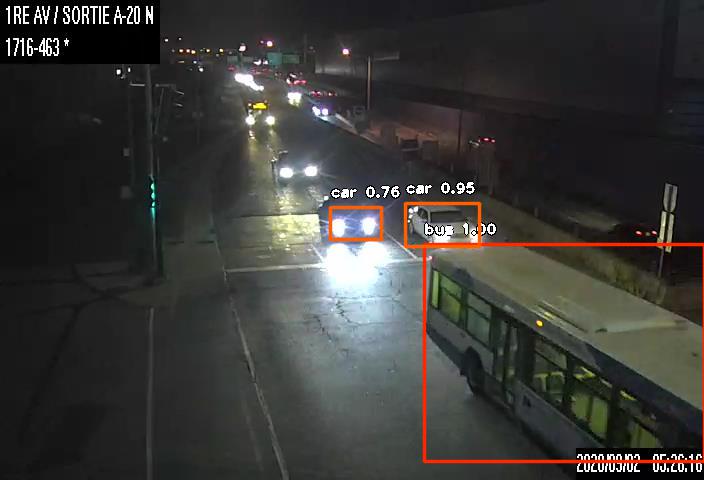 1RE AV / SORTIE A-20 N
1716-463 *
car 0.76
car 0.95
bus 1.00
2020/09/02 05:26:16